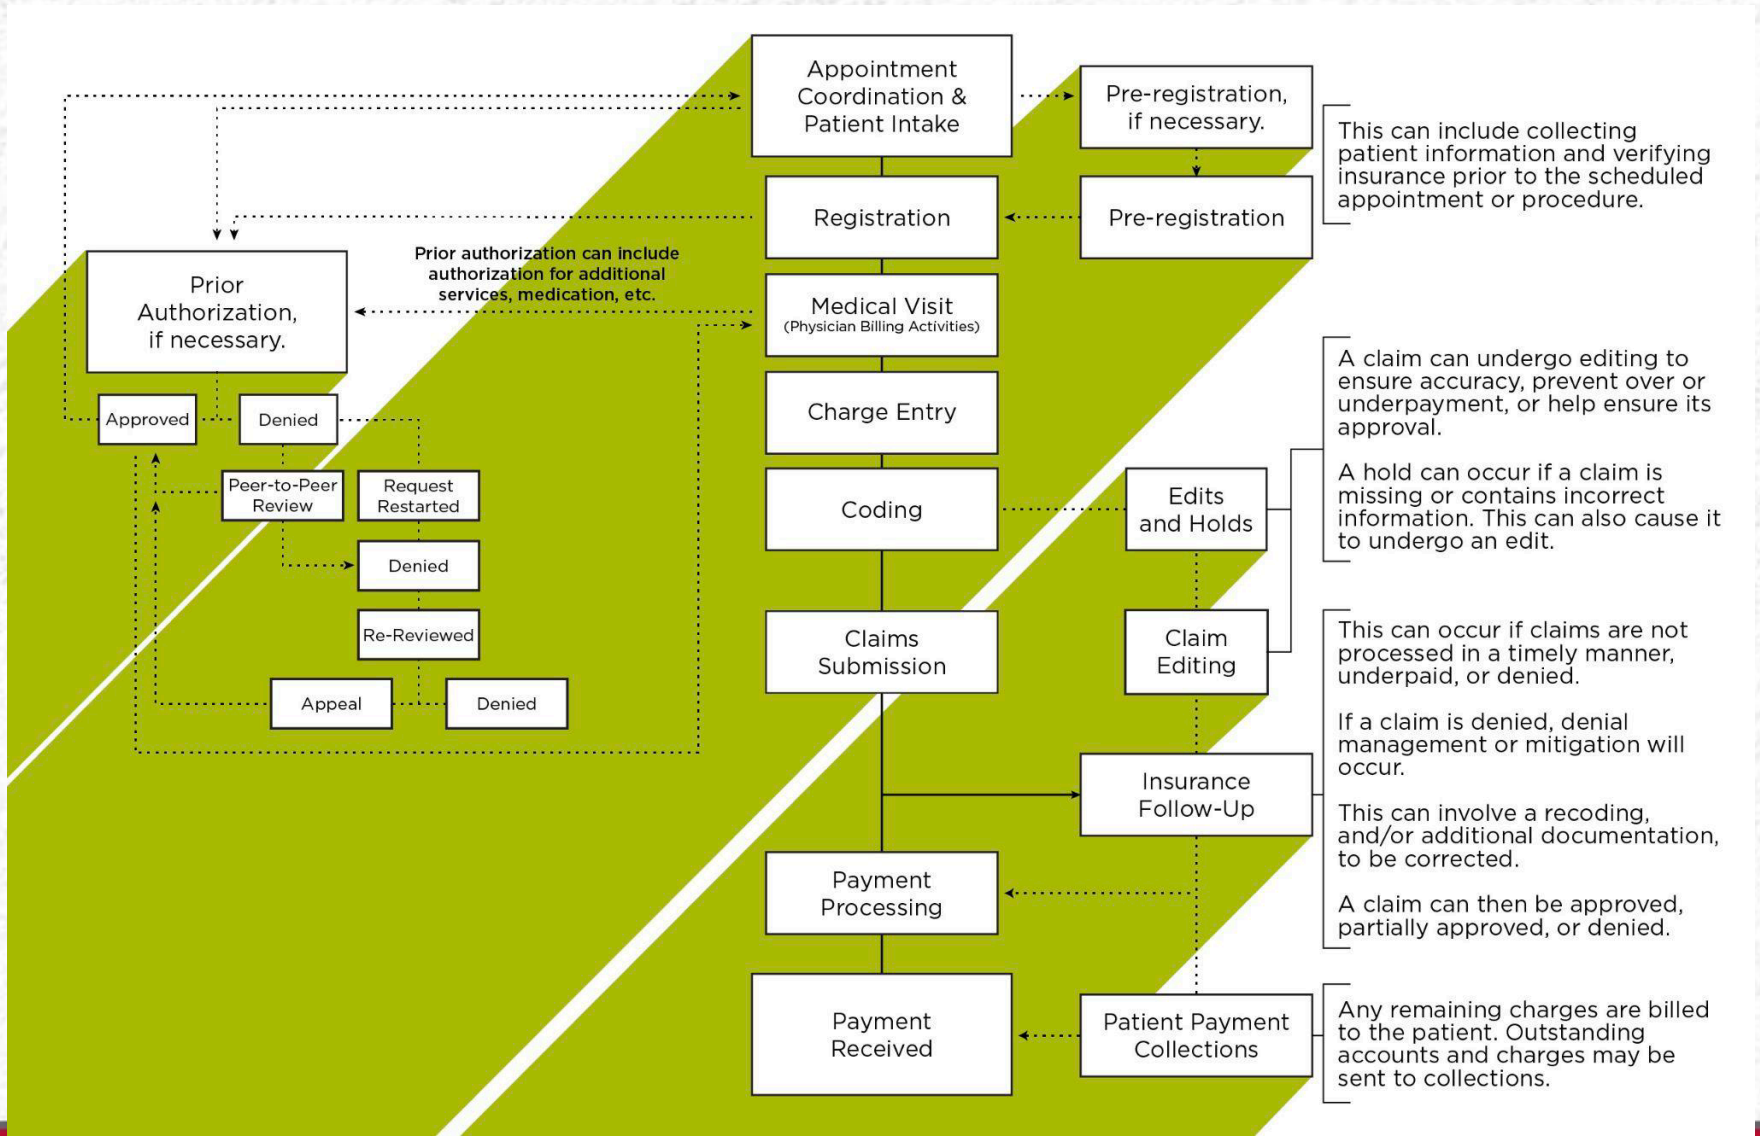 Appointment
Coordination &
Patient Intake
Pre-registration,
if necessary.
This can include collecting
patient information and verifying
insurance prior to the scheduled
appointment or procedure.
Registration
Pre-registration
Prior authorization can include
authorization for additional
services, medication, etc.
Prior
Authorization,
if necessary.
Medical Visit
(Physician Billing Activities)
Approved
Denied
Charge Entry
A claim can undergo editing to
ensure accuracy, prevent over or
underpayment, or help ensure its
approval.
A hold can occur if a claim is
missing or contains incorrect
information. This can also cause it
to undergo an edit.
Peer-to-Peer
Review
Request
Restarted
Coding
Edits
and Holds
Denied
Re-Reviewed
Appeal
Denied
Claims
Submission
Claim
Editing
This can occur if claims are not
processed in a timely manner,
underpaid, or denied.
If a claim is denied, denial
management or mitigation will
occur.
This can involve a recoding,
and/or additional documentation,
to be corrected.
A claim can then be approved,
partially approved, or denied.
Insurance
Follow-Up
Payment
Processing
Payment
Received
Patient Payment
Collections
Any remaining charges are billed
to the patient. Outstanding
accounts and charges may be
sent to collections.